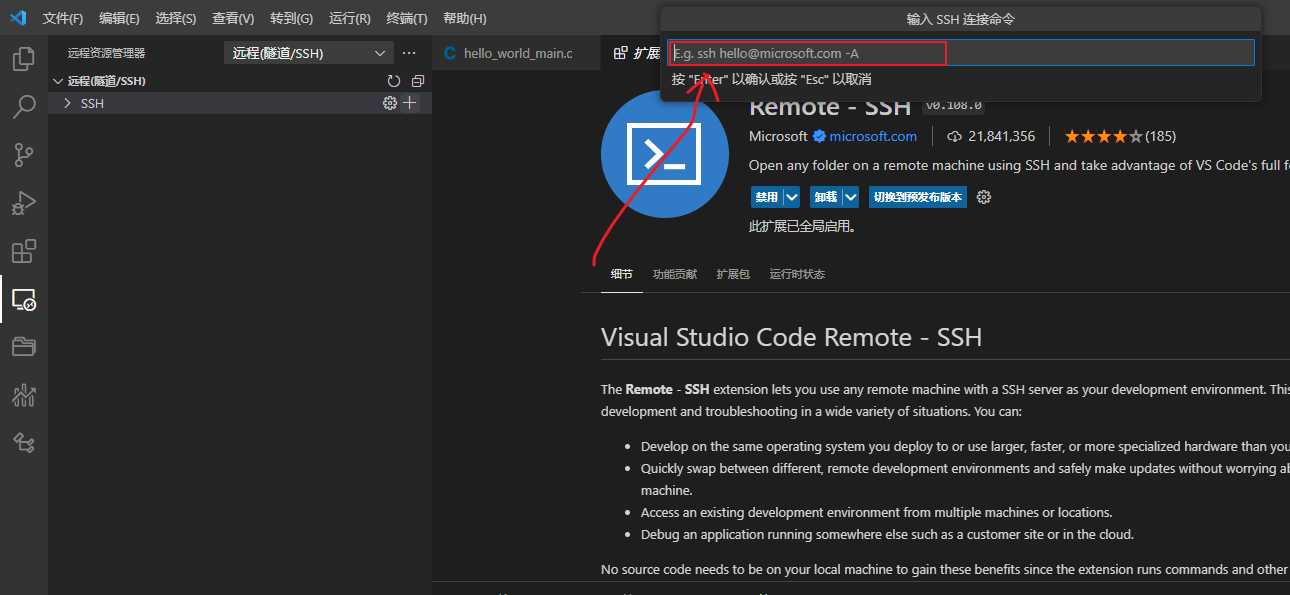 文件(F) 编辑(E) 选择(S) 查看(V) 转到(G) 运行(R) 终端(T) 帮助(H)
输入 SSH 连接命令
E.g. ssh hello@microsoft.com -A
按 "Enter" 以确认或按 "Esc" 以取消
远程资源管理器 远程(隧道/SSH)
远程(隧道/SSH)
SSH
hello_world_main.c 扩展
Remote - SSH v0.108.0
Microsoft microsoft.com 21,841,356 (185)
Open any folder on a remote machine using SSH and take advantage of VS Code's full
禁用 卸载 切换到预发布版本
此扩展已全局启用。
细节 功能贡献 扩展包 运行时状态
Visual Studio Code Remote - SSH
The Remote - SSH extension lets you use any remote machine with a SSH server as your development environment. This
development and troubleshooting in a wide variety of situations. You can:
• Develop on the same operating system you deploy to or use larger, faster, or more specialized hardware than
• Quickly swap between different, remote development environments and safely make updates without worrying
machine.
• Access an existing development environment from multiple machines or locations.
• Debug an application running somewhere else such as a customer site or in the cloud.
No source code needs to be on your local machine to gain these benefits since the extension runs commands and other